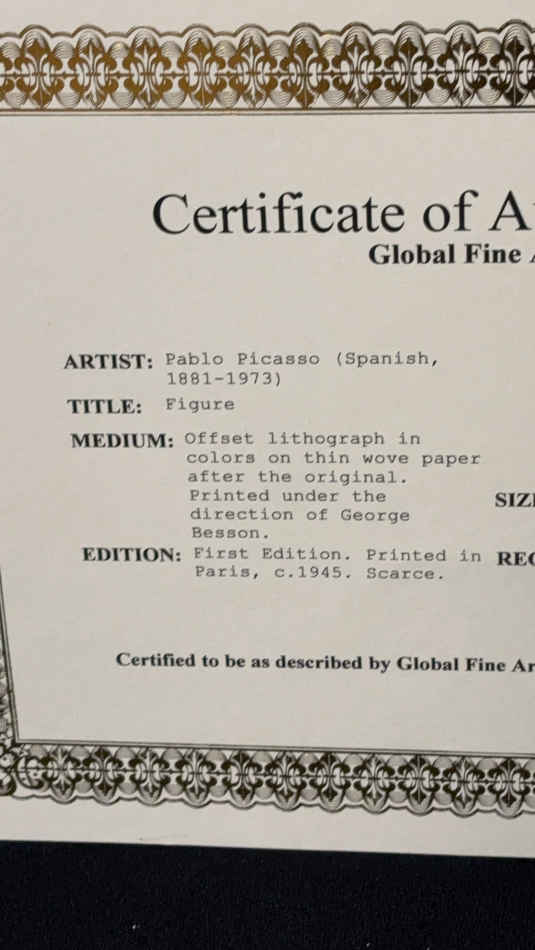 Certificate of A
Global Fine
ARTIST: Pablo Picasso (Spanish,
1881-1973)
TITLE: Figure
MEDIUM: Offset lithograph in
colors on thin wove paper
after the original.
Printed under the
direction of George
Besson.
SIZ
EDITION: First Edition. Printed in
Paris, c.1945. Scarce.
REC
Certified to be as described by Global Fine Ar